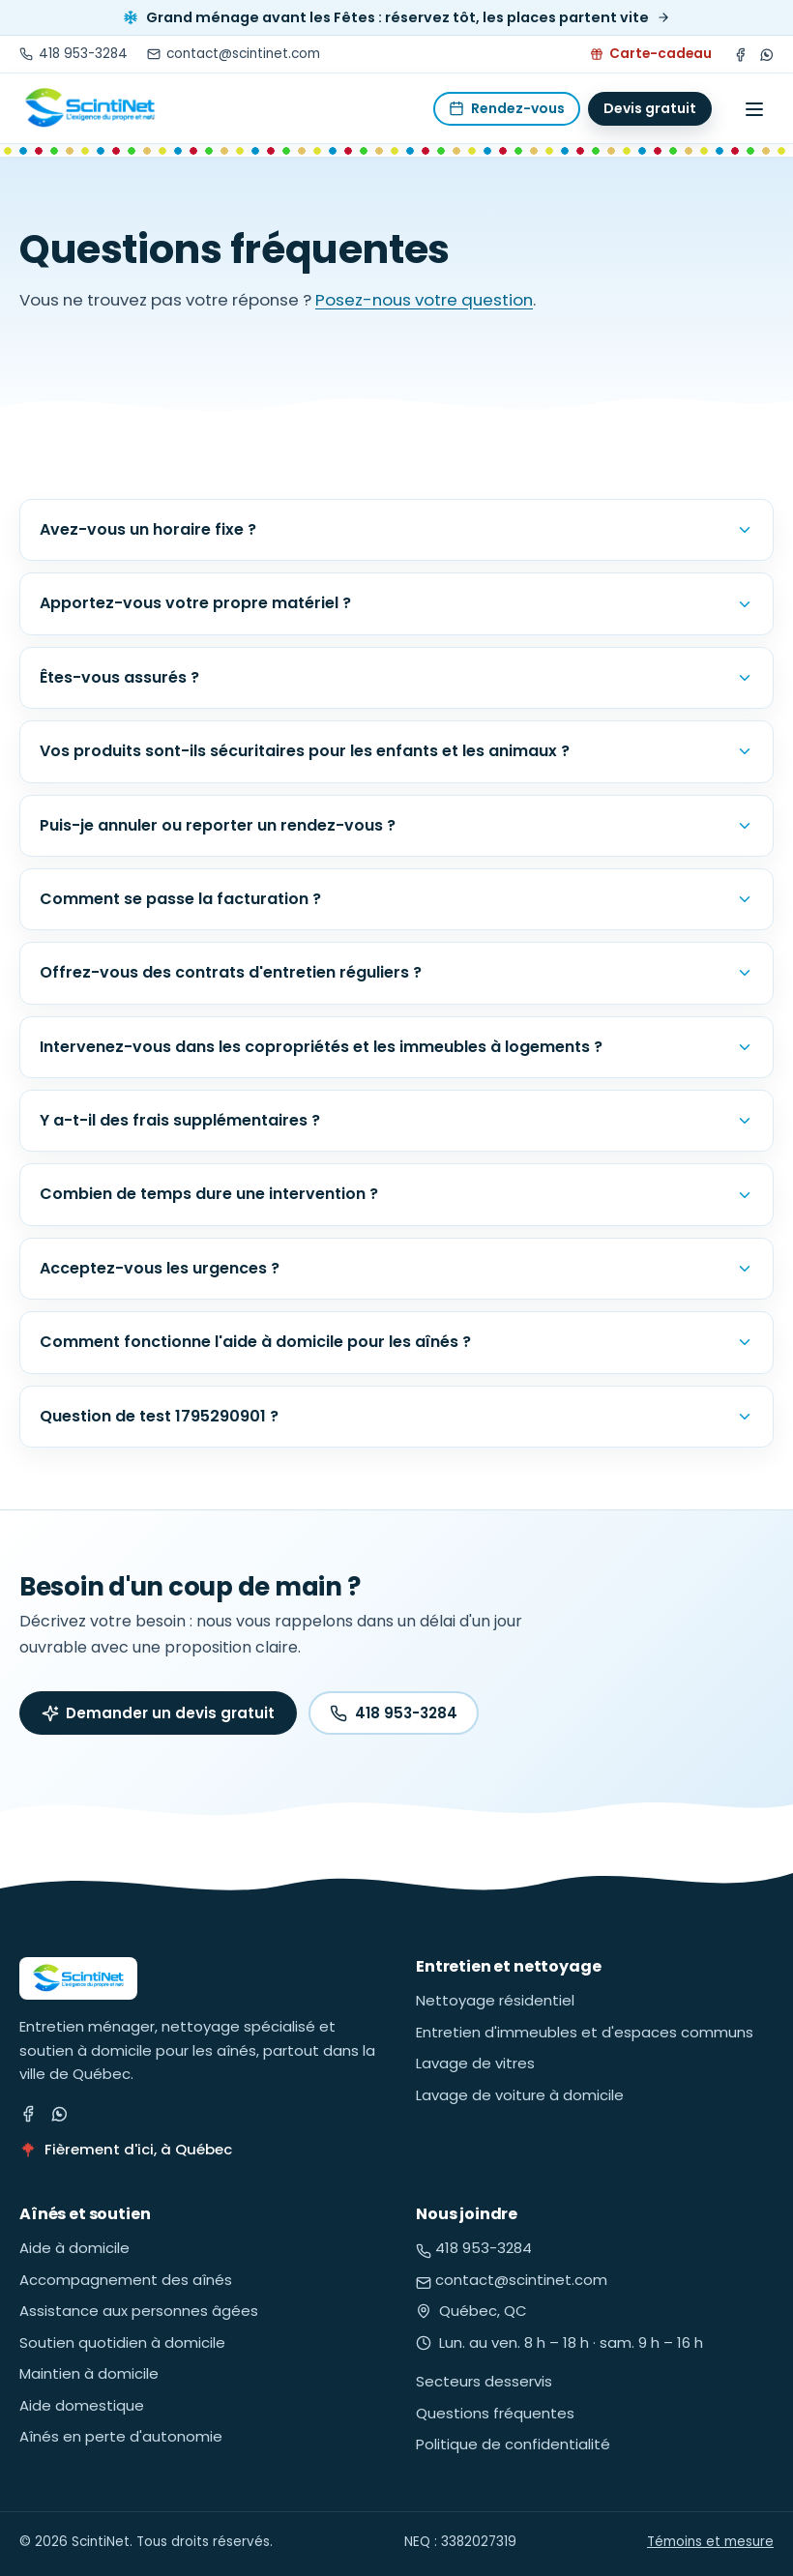 Grand ménage avant les Fêtes : réservez tôt, les places partent vite
418 953-3284
contact@scintinet.com
Carte-cadeau
ScintiNet
L'exigence du propre et net
Rendez-vous
Devis gratuit
Questions fréquentes
Vous ne trouvez pas votre réponse ? Posez-nous votre question.
Avez-vous un horaire fixe ?
Apportez-vous votre propre matériel ?
Êtes-vous assurés ?
Vos produits sont-ils sécuritaires pour les enfants et les animaux ?
Puis-je annuler ou reporter un rendez-vous ?
Comment se passe la facturation ?
Offrez-vous des contrats d'entretien réguliers ?
Intervenez-vous dans les copropriétés et les immeubles à logements ?
Y a-t-il des frais supplémentaires ?
Combien de temps dure une intervention ?
Acceptez-vous les urgences ?
Comment fonctionne l'aide à domicile pour les aînés ?
Question de test 1795290901 ?
Besoin d'un coup de main ?
Décrivez votre besoin : nous vous rappelons dans un délai d'un jour
ouvrable avec une proposition claire.
Demander un devis gratuit
418 953-3284
ScintiNet
L'exigence du propre et net
Entretien ménager, nettoyage spécialisé et
soutien à domicile pour les aînés, partout dans la
ville de Québec.
Fièrement d'ici, à Québec
Entretien et nettoyage
Nettoyage résidentiel
Entretien d'immeubles et d'espaces communs
Lavage de vitres
Lavage de voiture à domicile
Aînés et soutien
Aide à domicile
Accompagnement des aînés
Assistance aux personnes âgées
Soutien quotidien à domicile
Maintien à domicile
Aide domestique
Aînés en perte d'autonomie
Nous joindre
418 953-3284
contact@scintinet.com
Québec, QC
Lun. au ven. 8 h – 18 h · sam. 9 h – 16 h
Secteurs desservis
Questions fréquentes
Politique de confidentialité
© 2026 ScintiNet. Tous droits réservés.
NEQ : 3382027319
Témoins et mesure